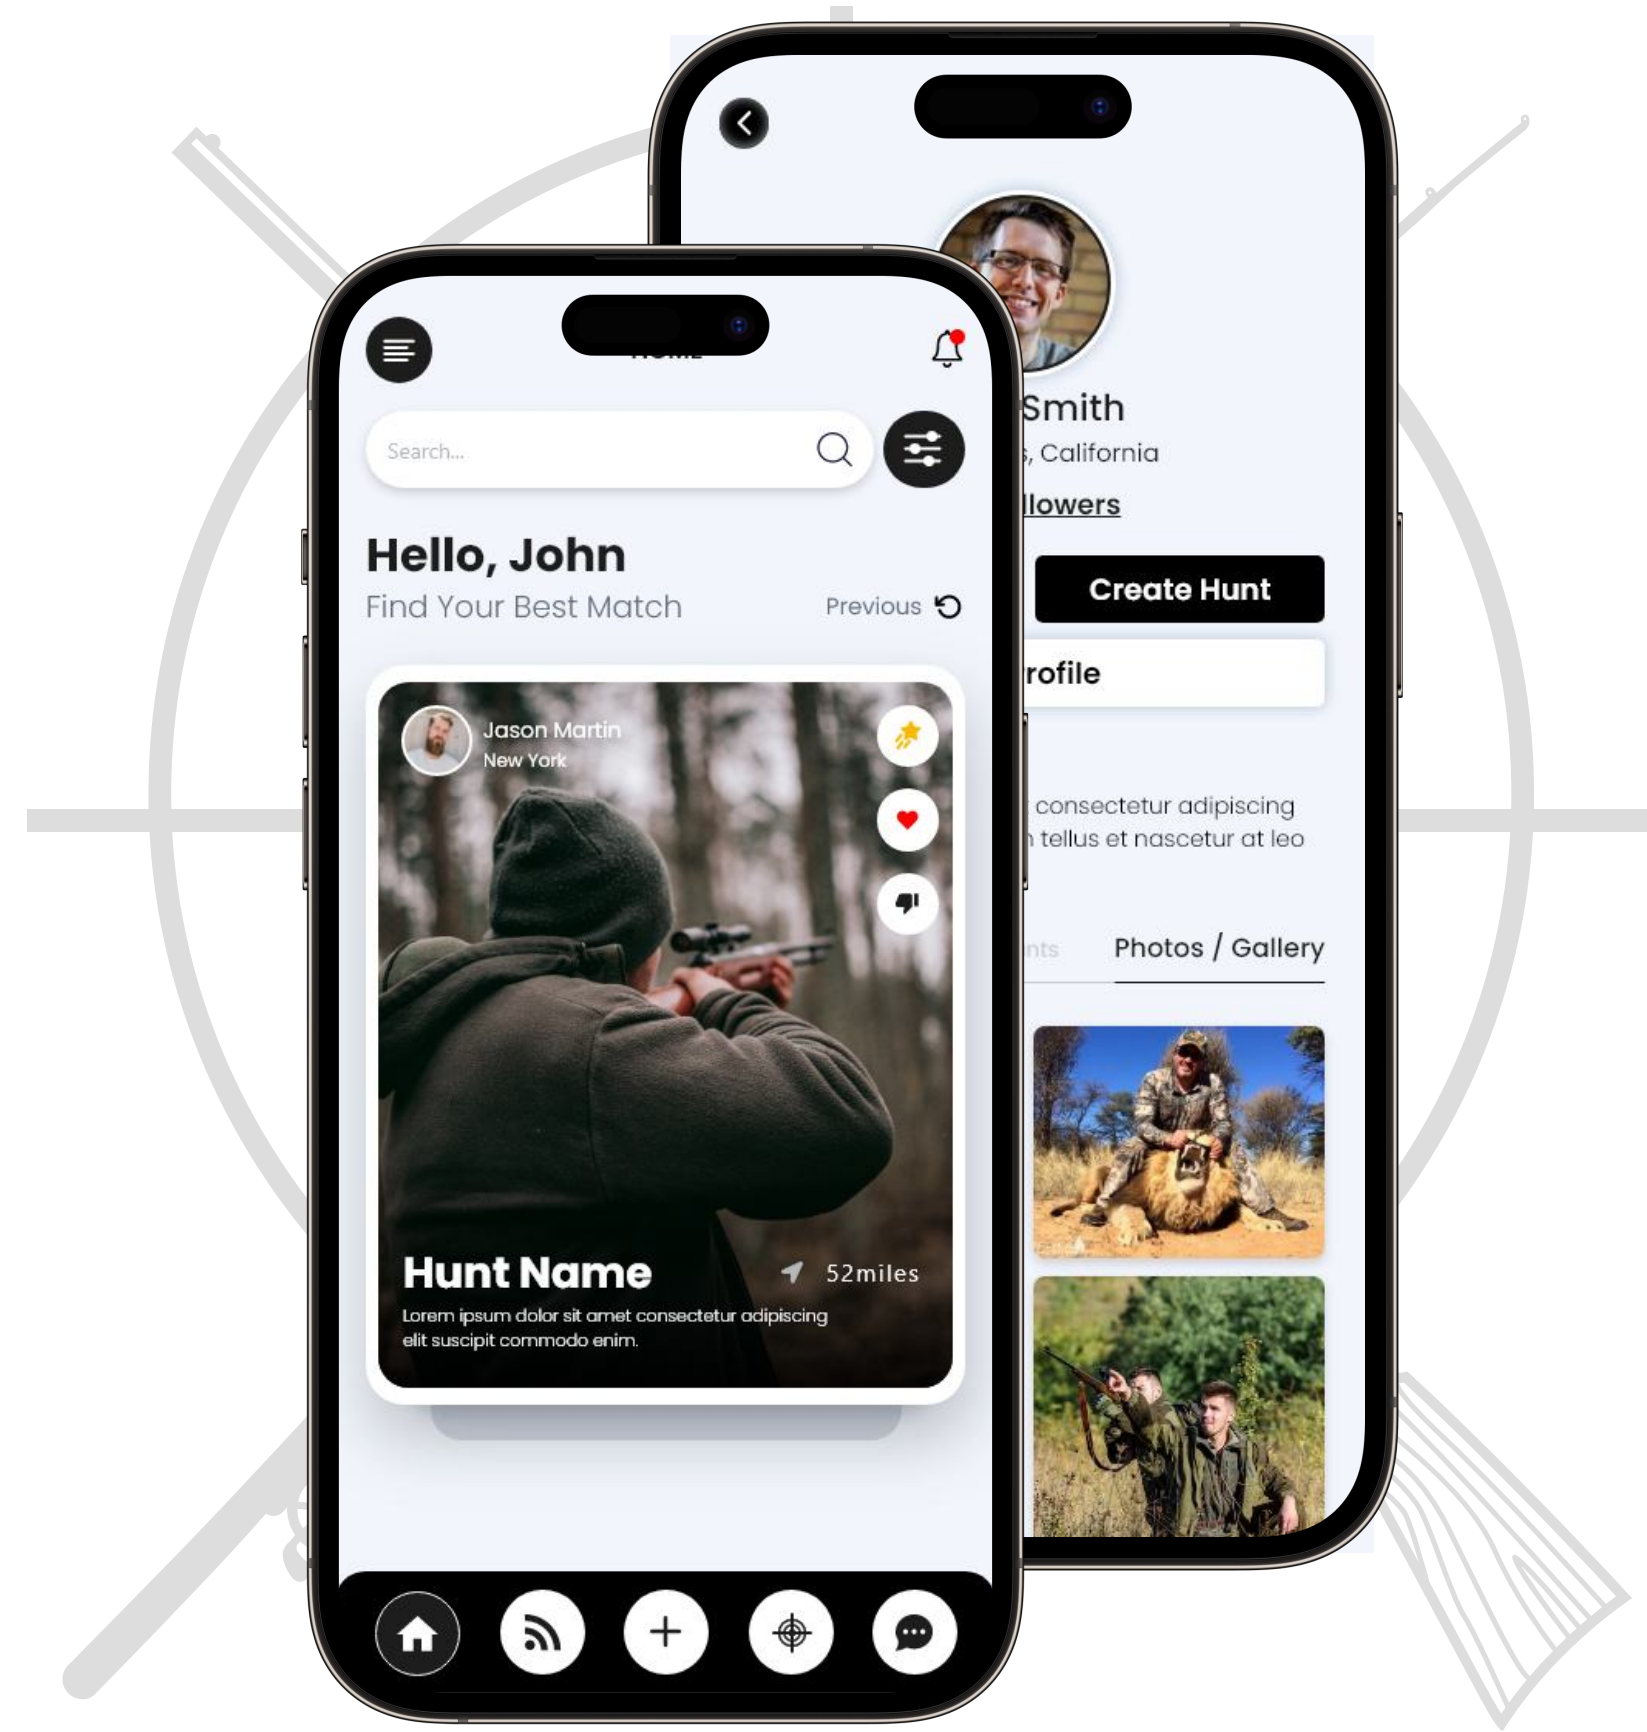 Search...
Hello, John
Find Your Best Match
Previous
Jason Martin
New York
Hunt Name
52miles
Lorem ipsum dolor sit amet consectetur adipiscing
elit suscipit commodo enim.
Smith
, California
llowers
Create Hunt
rofile
consectetur adipiscing
tellus et nascetur at leo
nts
Photos / Gallery